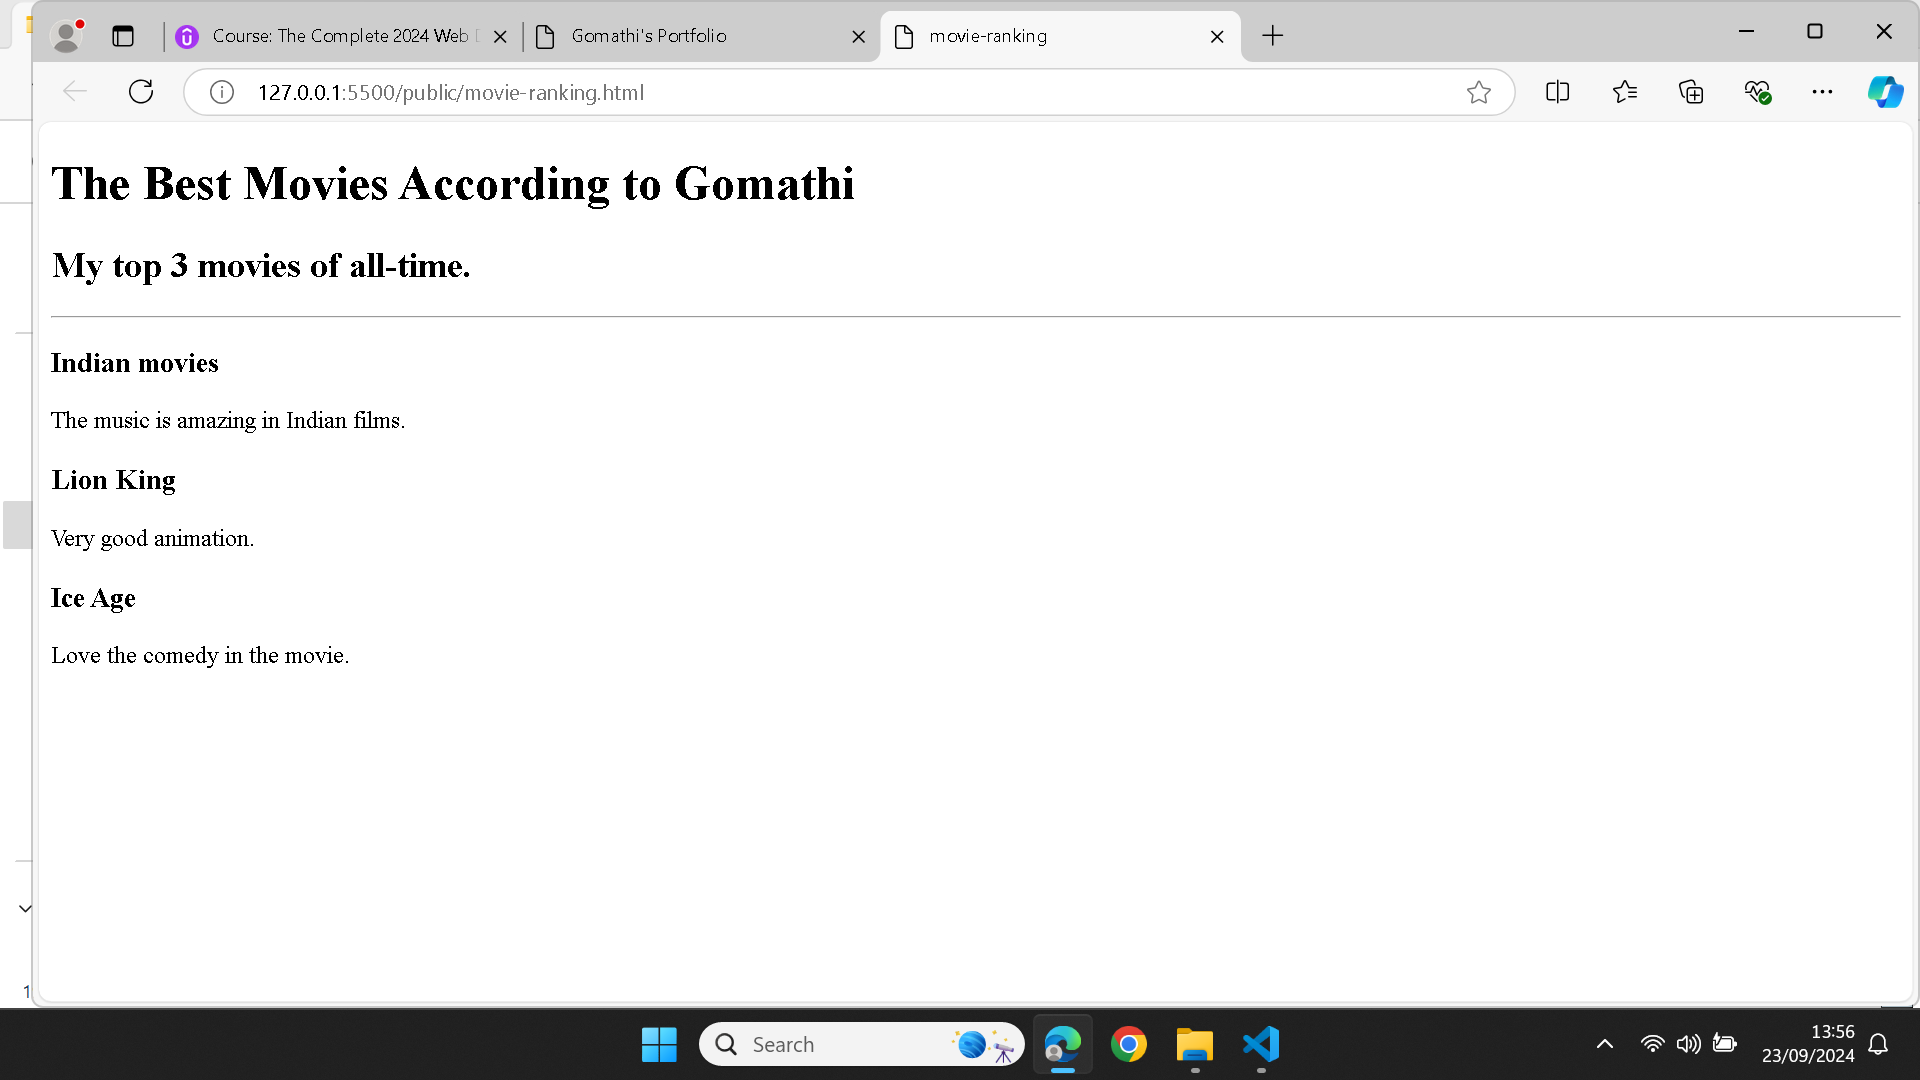 Course: The Complete 2024 Web
Gomathi's Portfolio
movie-ranking
127.0.0.1:5500/public/movie-ranking.html
The Best Movies According to Gomathi
My top 3 movies of all-time.
Indian movies
The music is amazing in Indian films.
Lion King
Very good animation.
Ice Age
Love the comedy in the movie.
1
Search
13:56
23/09/2024